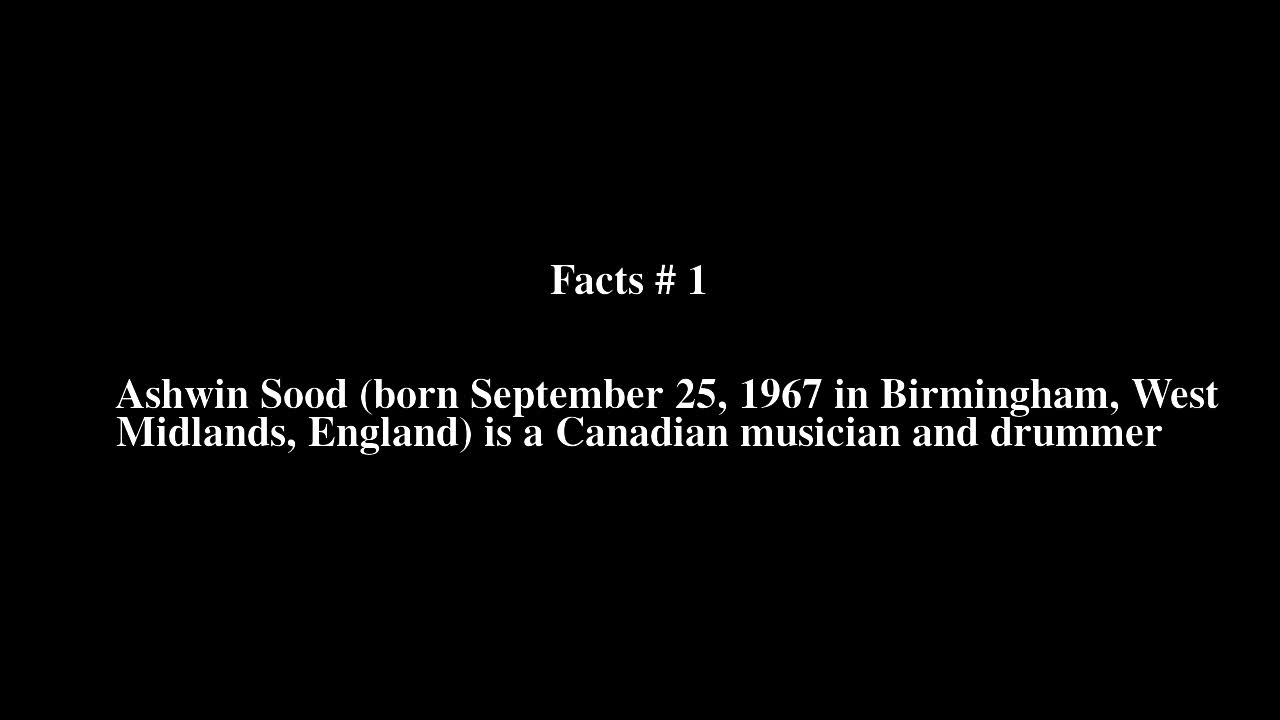 Facts # 1
Ashwin Sood (born September 25, 1967 in Birmingham, West
Midlands, England) is a Canadian musician and drummer